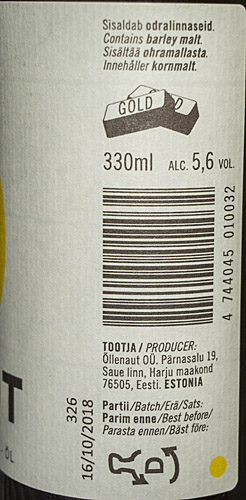 Sisaldab odralinnaseid.
Contains barley malt.
Sisältää ohramallasta.
Innehåller kornmalt.
GOLD
D
330ml ALC. 5,6 VOL.
4 744045 010032
TOOTJA / PRODUCER:
Õllenaut OÜ. Pärnasalu 19,
Saue linn, Harju maakond
76505, Eesti. ESTONIA
Partii/Batch/Erä/Sats:
Parim enne/Best before/
Parasta ennen/Bäst före:
326
16/10/2018
T
- ÖL
D